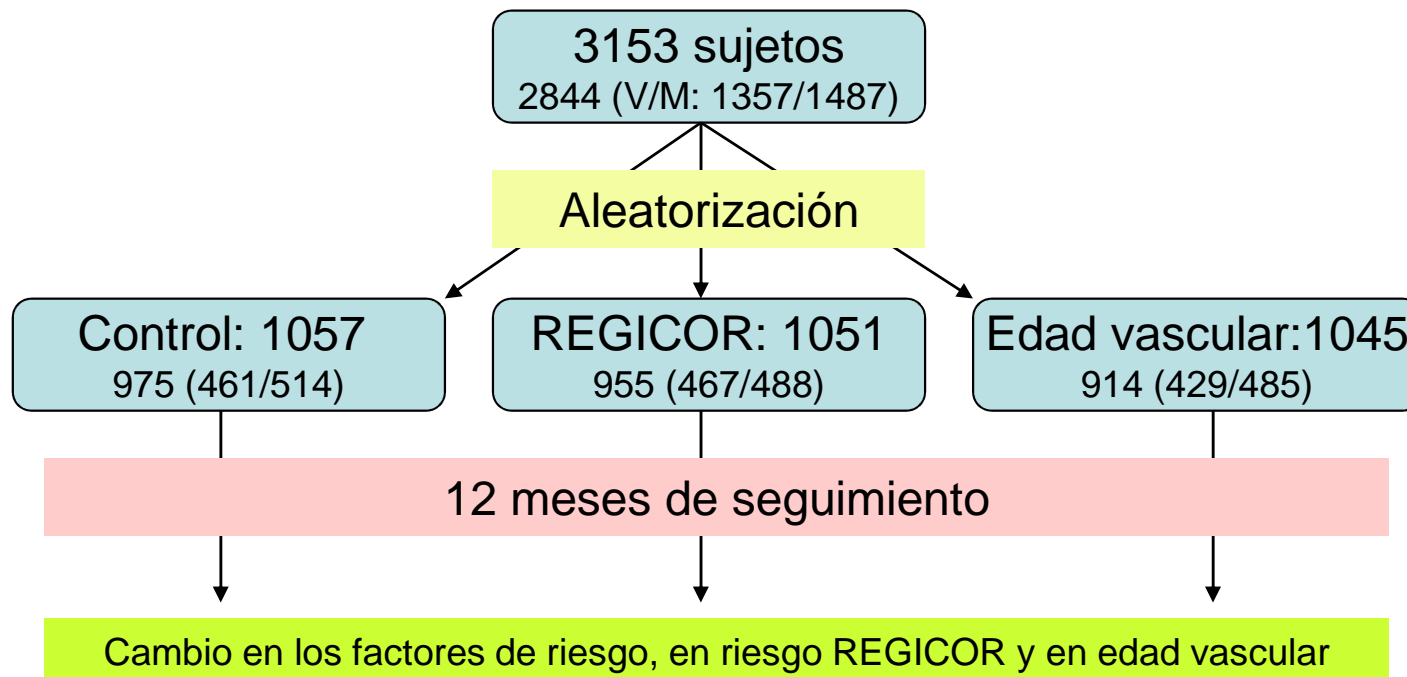 3153 sujetos
2844 (V/M: 1357/1487)
Aleatorización
Control: 1057
975 (461/514)
REGICOR: 1051
955 (467/488)
Edad vascular:1045
914 (429/485)
12 meses de seguimiento
Cambio en los factores de riesgo, en riesgo REGICOR y en edad vascular